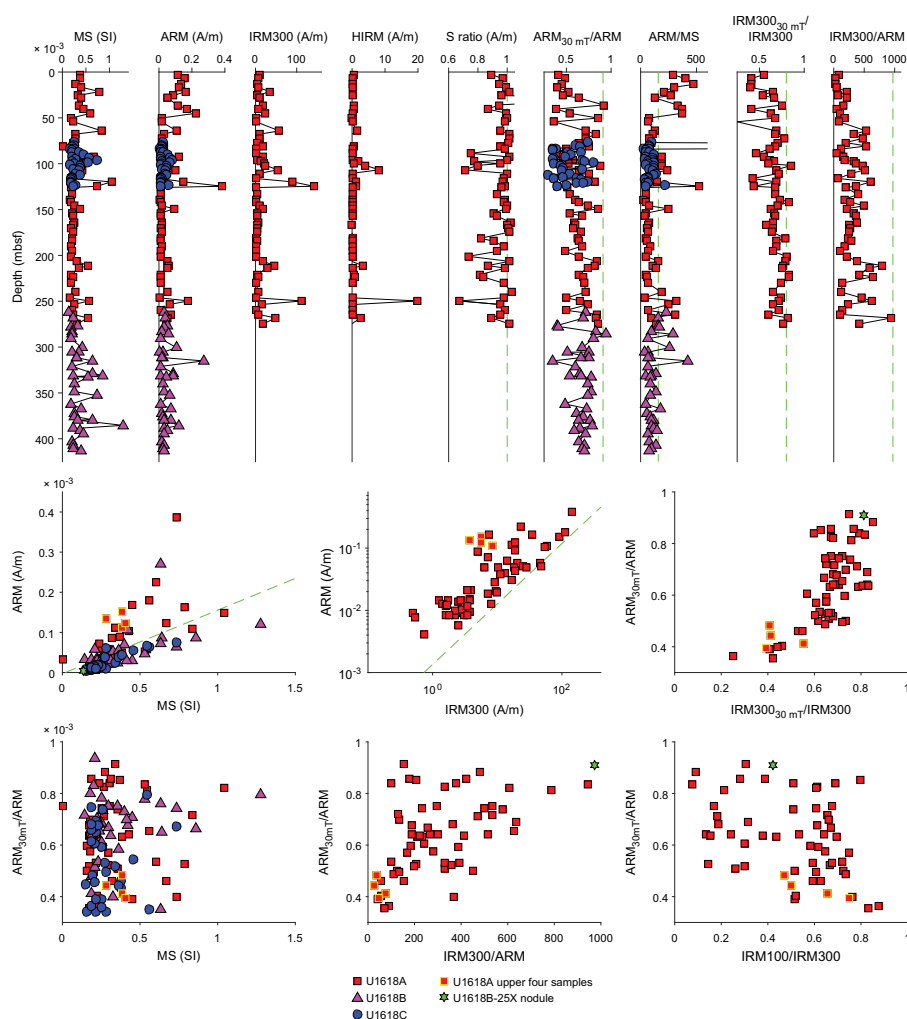 MS (SI) ARM (A/m) IRM300 (A/m) HIRM (A/m) S ratio (A/m) ARM30 mT/ARM ARM/MS IRM30030 mT/ IRM300 IRM300/ARM
× 10-3
0 1 2 0 0.2 0.4 0 100 0 10 20 0.6 0.8 1 0.4 0.6 0.8 1 0 500 0.5 1 0 500 1000
0
50
100
150
200
250
300
350
400
Depth (mbsf)
× 10-3
0.4
0.3
0.2
0.1
0
ARM (A/m)
0 0.5 1 1.5
MS (SI)
10-1
10-2
10-3
ARM (A/m)
100 102
IRM300 (A/m)
1
0.8
0.6
0.4
ARM30mT/ARM
0 0.2 0.4 0.6 0.8 1
IRM30030 mT/IRM300
× 10-3
1
0.8
0.6
0.4
ARM30mT/ARM
0 0.5 1 1.5
MS (SI)
1
0.8
0.6
0.4
ARM30mT/ARM
0 200 400 600 800 1000
IRM300/ARM
1
0.8
0.6
0.4
ARM30mT/ARM
0 0.2 0.4 0.6 0.8 1
IRM100/IRM300
U1618A U1618A upper four samples
U1618B U1618B-25X nodule
U1618C